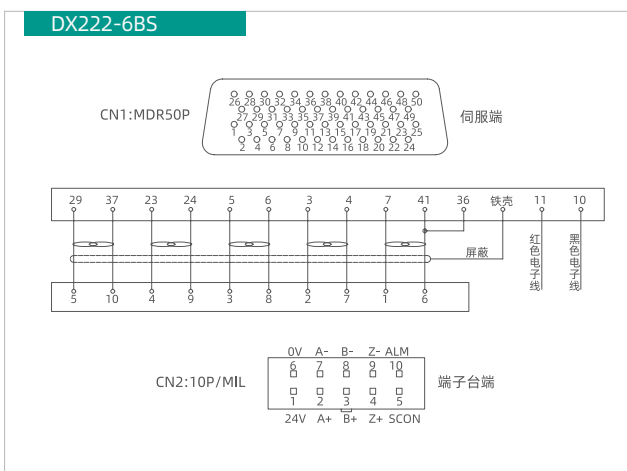 DX222-6BS
CN1:MDR50P
26 28 30 32 34 36 38 40 42 44 46 48 50
27 29 31 33 35 37 39 41 43 45 47 49
1 3 5 7 9 11 13 15 17 19 21 23 25
2 4 6 8 10 12 14 16 18 20 22 24
伺服端
29 37 23 24 5 6 3 4 7 41 36 铁壳 11 10
屏蔽
红色电子线
黑色电子线
5 10 4 9 3 8 2 7 1 6
CN2:10P/MIL
0V A- B- Z- ALM
6 7 8 9 10
1 2 3 4 5
24V A+ B+ Z+ SCON
端子台端